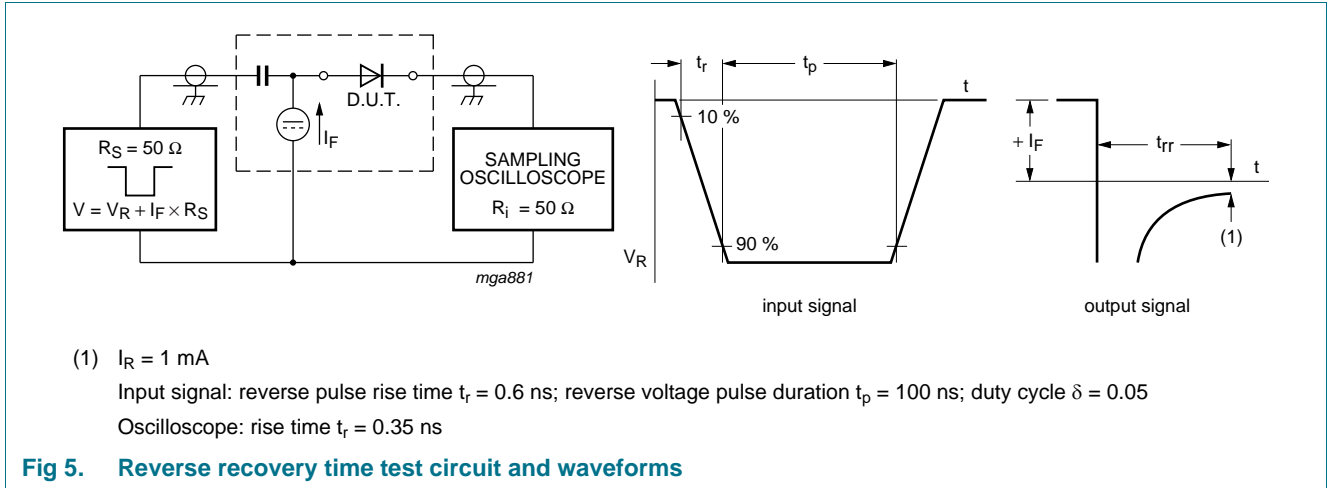 D.U.T.
I_F
R_S = 50 Ω
V = V_R + I_F × R_S
SAMPLING
OSCILLOSCOPE
R_i = 50 Ω
mga881
t_r
t_p
t
10 %
90 %
V_R
input signal
+ I_F
t_rr
t
(1)
output signal
(1) I_R = 1 mA
Input signal: reverse pulse rise time t_r = 0.6 ns; reverse voltage pulse duration t_p = 100 ns; duty cycle δ = 0.05
Oscilloscope: rise time t_r = 0.35 ns
Fig 5. Reverse recovery time test circuit and waveforms